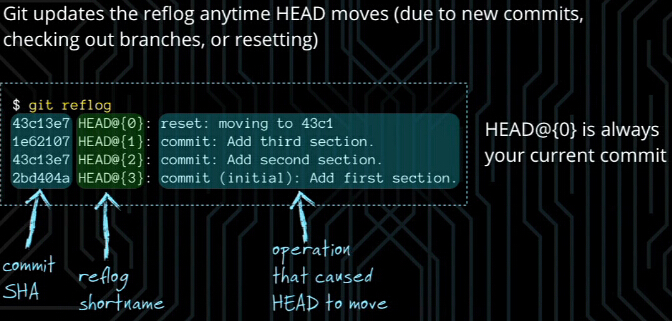 Git updates the reflog anytime HEAD moves (due to new commits,
checking out branches, or resetting)
$ git reflog
43c13e7 HEAD@{0}: reset: moving to 43c1
1e62107 HEAD@{1}: commit: Add third section.
43c13e7 HEAD@{2}: commit: Add second section.
2bd404a HEAD@{3}: commit (initial): Add first section.
HEAD@{0} is always
your current commit
commit
SHA
reflog
shortname
operation
that caused
HEAD to move